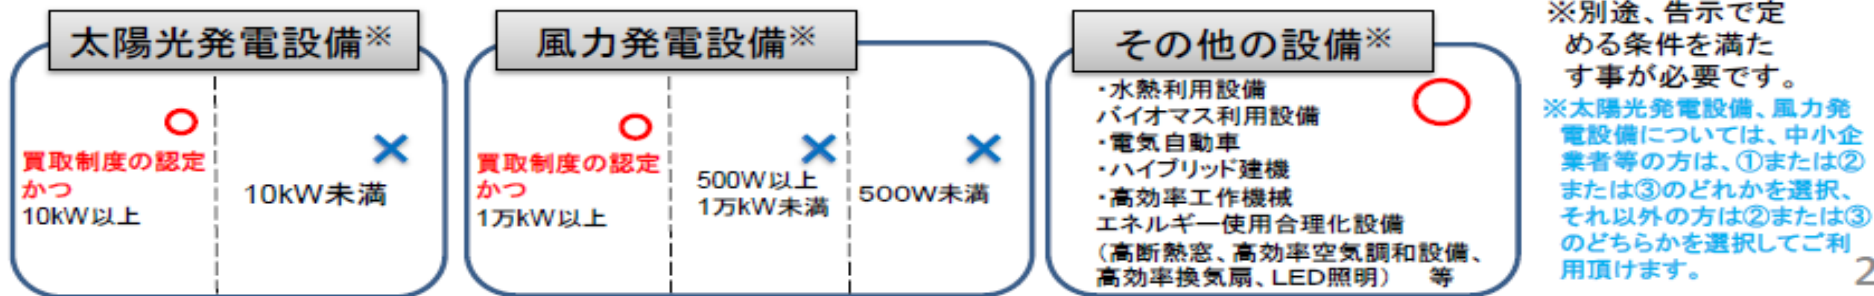 太陽光発電設備※
買取制度の認定
かつ
10kW以上
10kW未満
風力発電設備※
買取制度の認定
かつ
1万kW以上
500W以上
1万kW未満
500W未満
その他の設備※
・水熱利用設備
バイオマス利用設備
・電気自動車
・ハイブリッド建機
・高効率工作機械
エネルギー使用合理化設備
（高断熱窓、高効率空気調和設備、
高効率換気扇、LED照明） 等
※別途、告示で定
める条件を満た
す事が必要です。
※太陽光発電設備、風力発
電設備については、中小企
業者等の方は、①または②
または③のどれかを選択、
それ以外の方は②または③
のどちらかを選択してご利
用頂けます。
2